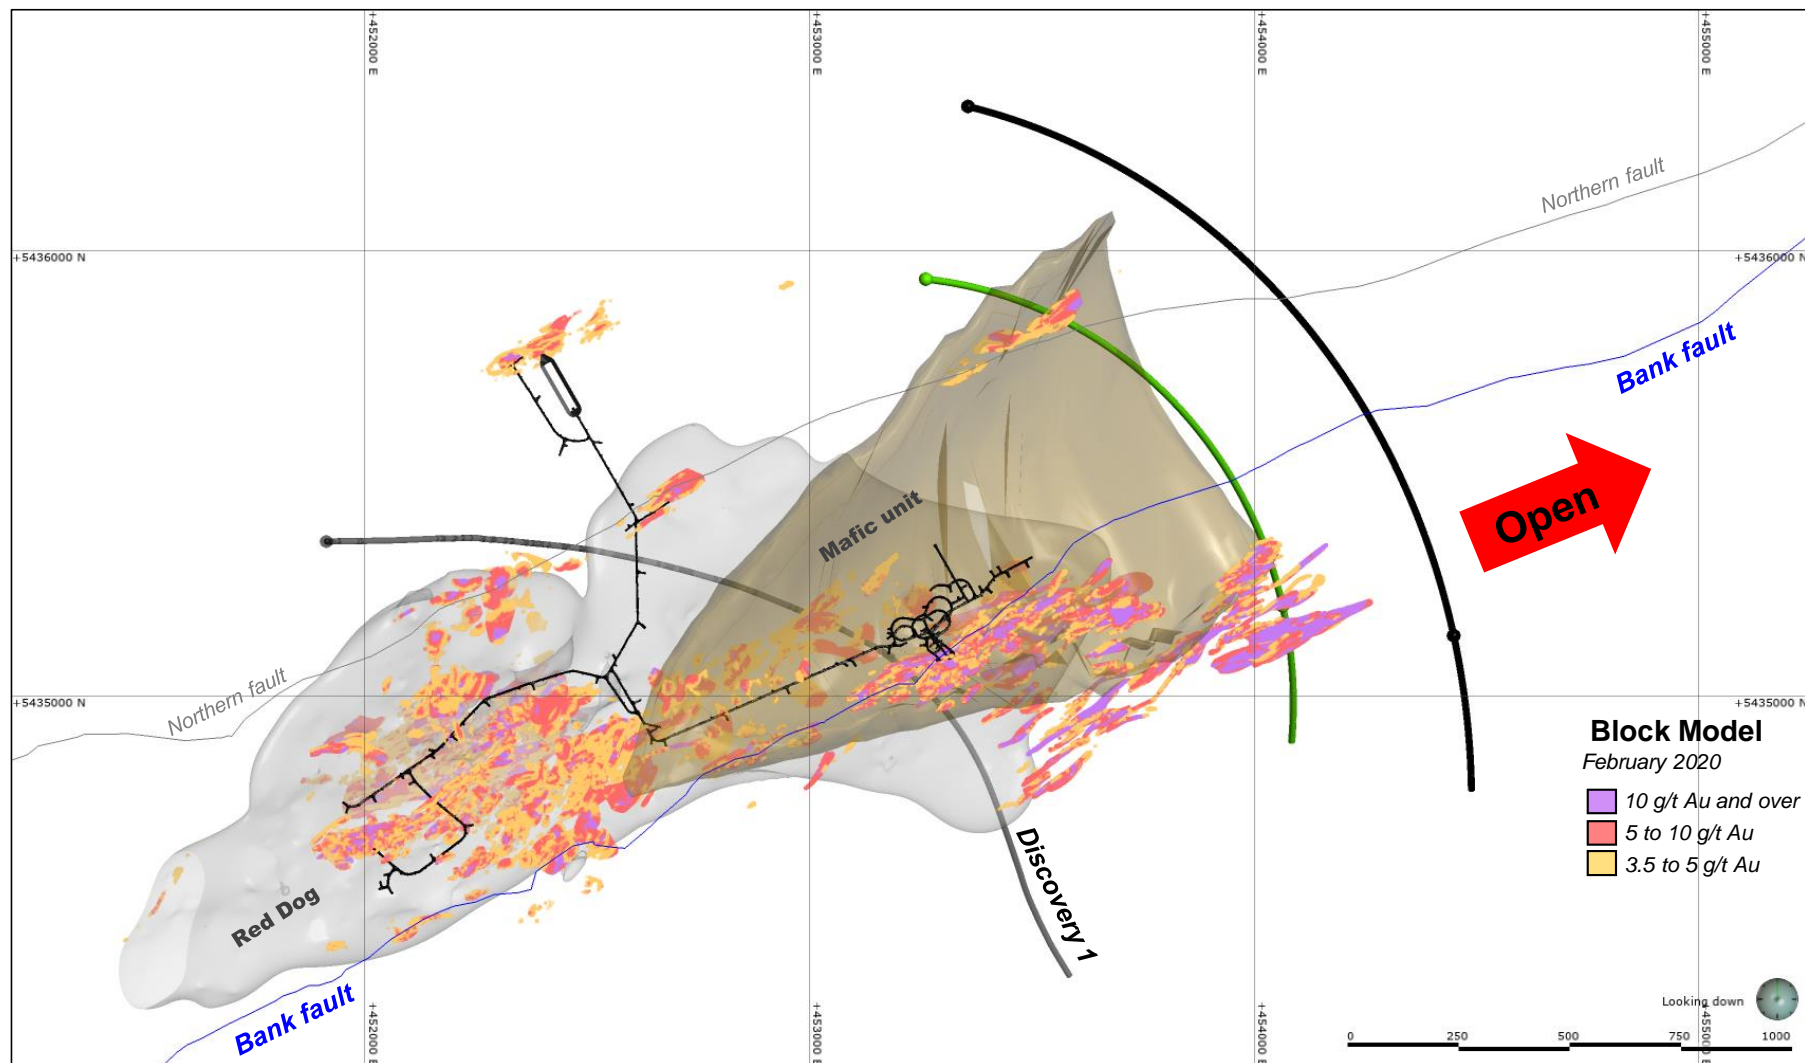 +452000 E
+453000 E
+454000 E
+455000 E
Northern fault
+5436000 N
+5436000 N
Bank fault
Open
Mafic unit
Northern fault
+5435000 N
+5435000 N
Block Model
February 2020
10 g/t Au and over
5 to 10 g/t Au
3.5 to 5 g/t Au
Discovery 1
Red Dog
Bank fault
Looking down
+452000 E
+453000 E
+454000 E
+455000 E
0 250 500 750 1000